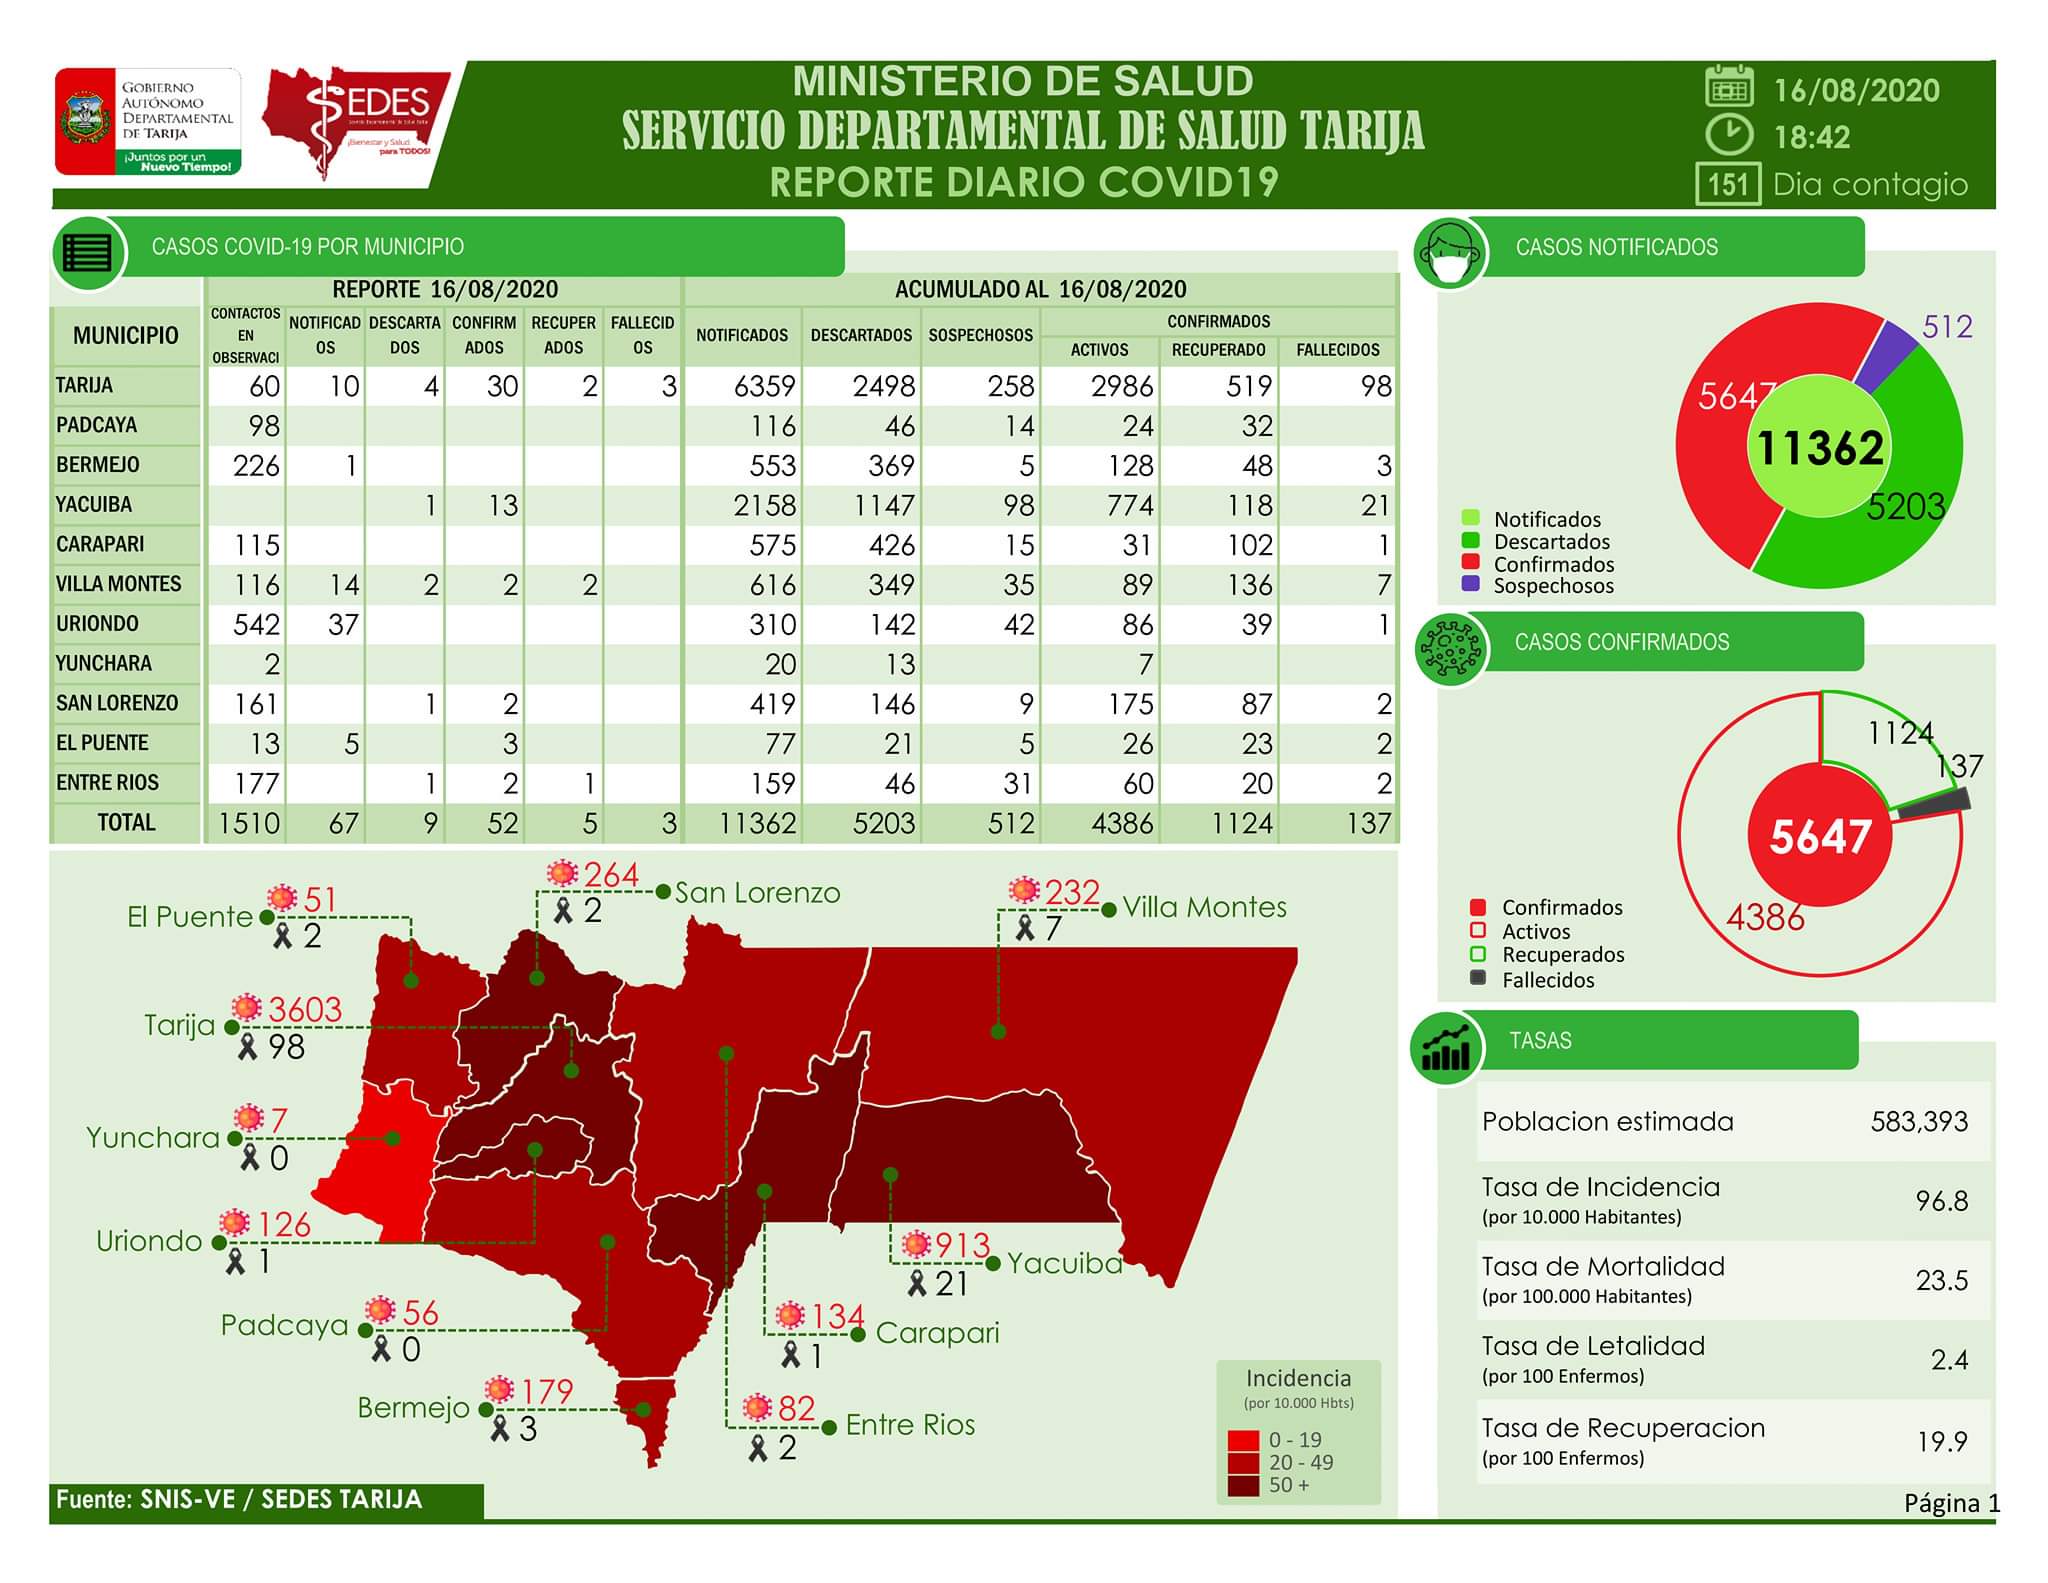 GOBIERNO
AUTÓNOMO
DEPARTAMENTAL
DE TARIJA
¡Juntos por un
Nuevo Tiempo!
SEDES
¡Bienestar y Salud
para TODOS!
MINISTERIO DE SALUD
SERVICIO DEPARTAMENTAL DE SALUD TARIJA
REPORTE DIARIO COVID19
16/08/2020
18:42
151 Dia contagio
CASOS COVID-19 POR MUNICIPIO
REPORTE 16/08/2020 ACUMULADO AL 16/08/2020
MUNICIPIO CONTACTOS EN OBSERVACI NOTIFICADOS DESCARTADOS CONFIRMADOS RECUPERADOS FALLECIDOS NOTIFICADOS DESCARTADOS SOSPECHOSOS CONFIRMADOS
ACTIVOS RECUPERADO FALLECIDOS
TARIJA 60 10 4 30 2 3 6359 2498 258 2986 519 98
PADCAYA 98 116 46 14 24 32
BERMEJO 226 1 553 369 5 128 48 3
YACUIBA 1 13 2158 1147 98 774 118 21
CARAPARI 115 575 426 15 31 102 1
VILLA MONTES 116 14 2 2 2 616 349 35 89 136 7
URIONDO 542 37 310 142 42 86 39 1
YUNCHARA 2 20 13 7
SAN LORENZO 161 1 2 419 146 9 175 87 2
EL PUENTE 13 5 3 77 21 5 26 23 2
ENTRE RIOS 177 1 2 1 159 46 31 60 20 2
TOTAL 1510 67 9 52 5 3 11362 5203 512 4386 1124 137
El Puente 51
2
264 San Lorenzo
2
232 Villa Montes
7
Tarija 3603
98
Yunchara 7
0
Uriondo 126
1
Padcaya 56
0
Bermejo 179
3
913 Yacuiba
21
134 Carapari
1
82 Entre Rios
2
Incidencia
(por 10.000 Hbts)
0 - 19
20 - 49
50 +
Fuente: SNIS-VE / SEDES TARIJA
CASOS NOTIFICADOS
512
5647
11362
5203
Notificados
Descartados
Confirmados
Sospechosos
CASOS CONFIRMADOS
1124
137
5647
4386
Confirmados
Activos
Recuperados
Fallecidos
TASAS
Poblacion estimada 583,393
Tasa de Incidencia 96.8
(por 10.000 Habitantes)
Tasa de Mortalidad 23.5
(por 100.000 Habitantes)
Tasa de Letalidad 2.4
(por 100 Enfermos)
Tasa de Recuperacion 19.9
(por 100 Enfermos)
Página 1